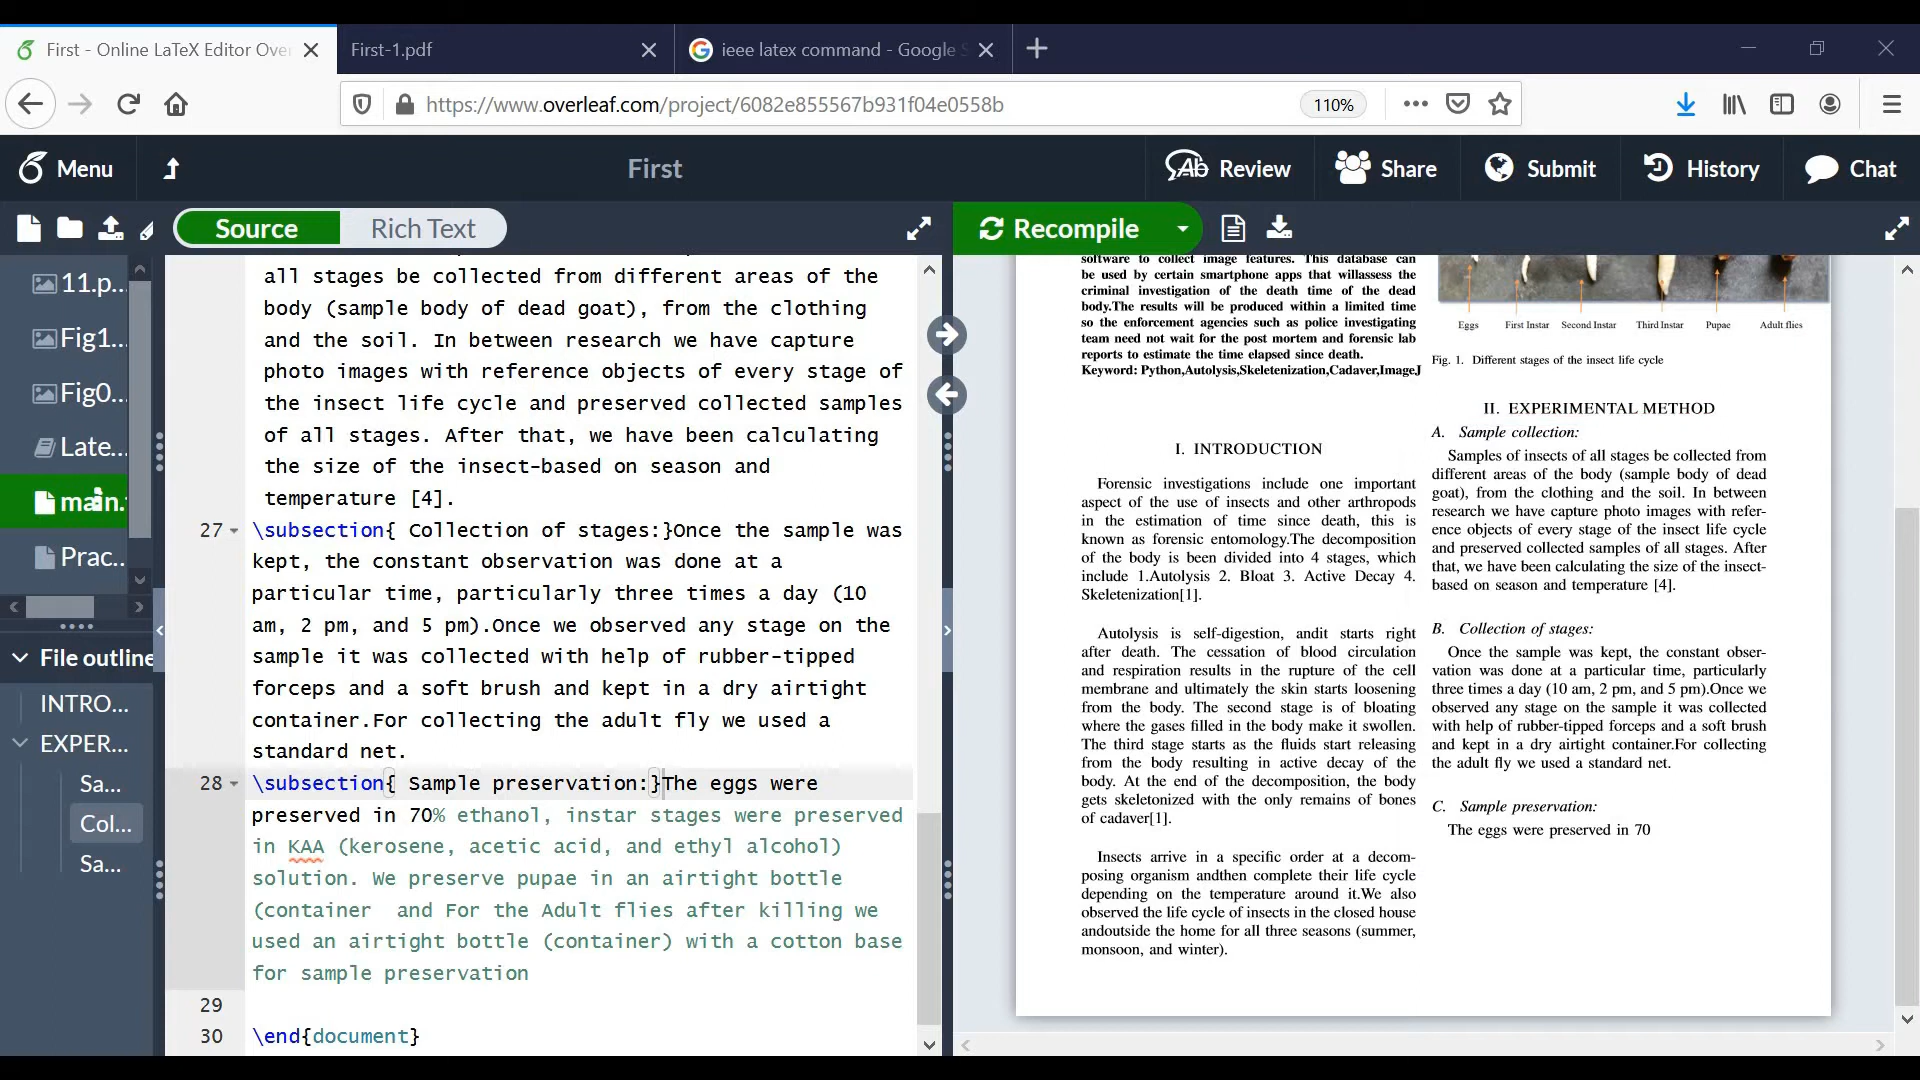 First - Online LaTeX Editor Over
First-1.pdf
ieee latex command - Google S
https://www.overleaf.com/project/6082e855567b931f04e0558b
110%
Menu
First
Review
Share
Submit
History
Chat
Source
Rich Text
Recompile
11.p...
Fig1...
Fig0...
Late...
main.
Prac...
File outline
INTRO...
EXPER...
Sa...
Col...
Sa...
all stages be collected from different areas of the
body (sample body of dead goat), from the clothing
and the soil. In between research we have capture
photo images with reference objects of every stage of
the insect life cycle and preserved collected samples
of all stages. After that, we have been calculating
the size of the insect-based on season and
temperature [4].
27 \subsection{ Collection of stages:}Once the sample was
kept, the constant observation was done at a
particular time, particularly three times a day (10
am, 2 pm, and 5 pm).Once we observed any stage on the
sample it was collected with help of rubber-tipped
forceps and a soft brush and kept in a dry airtight
container.For collecting the adult fly we used a
standard net.
28 \subsection{ Sample preservation:}The eggs were
preserved in 70% ethanol, instar stages were preserved
in KAA (kerosene, acetic acid, and ethyl alcohol)
solution. We preserve pupae in an airtight bottle
(container  and For the Adult flies after killing we
used an airtight bottle (container) with a cotton base
for sample preservation
29
30 \end{document}
software to collect image features. This database can
be used by certain smartphone apps that willassess the
criminal investigation of the death time of the dead
body.The results will be produced within a limited time
so the enforcement agencies such as police investigating
team need not wait for the post mortem and forensic lab
reports to estimate the time elapsed since death.
Keyword: Python,Autolysis,Skeletenization,Cadaver,ImageJ
I. INTRODUCTION
Forensic investigations include one important
aspect of the use of insects and other arthropods
in the estimation of time since death, this is
known as forensic entomology.The decomposition
of the body is been divided into 4 stages, which
include 1.Autolysis 2. Bloat 3. Active Decay 4.
Skeletenization[1].
Autolysis is self-digestion, andit starts right
after death. The cessation of blood circulation
and respiration results in the rupture of the cell
membrane and ultimately the skin starts loosening
from the body. The second stage is of bloating
where the gases filled in the body make it swollen.
The third stage starts as the fluids start releasing
from the body resulting in active decay of the
body. At the end of the decomposition, the body
gets skeletonized with the only remains of bones
of cadaver[1].
Insects arrive in a specific order at a decom-
posing organism andthen complete their life cycle
depending on the temperature around it.We also
observed the life cycle of insects in the closed house
andoutside the home for all three seasons (summer,
monsoon, and winter).
Eggs First Instar Second Instar Third Instar Pupae Adult flies
Fig. 1. Different stages of the insect life cycle
II. EXPERIMENTAL METHOD
A. Sample collection:
Samples of insects of all stages be collected from
different areas of the body (sample body of dead
goat), from the clothing and the soil. In between
research we have capture photo images with refer-
ence objects of every stage of the insect life cycle
and preserved collected samples of all stages. After
that, we have been calculating the size of the insect-
based on season and temperature [4].
B. Collection of stages:
Once the sample was kept, the constant obser-
vation was done at a particular time, particularly
three times a day (10 am, 2 pm, and 5 pm).Once we
observed any stage on the sample it was collected
with help of rubber-tipped forceps and a soft brush
and kept in a dry airtight container.For collecting
the adult fly we used a standard net.
C. Sample preservation:
The eggs were preserved in 70